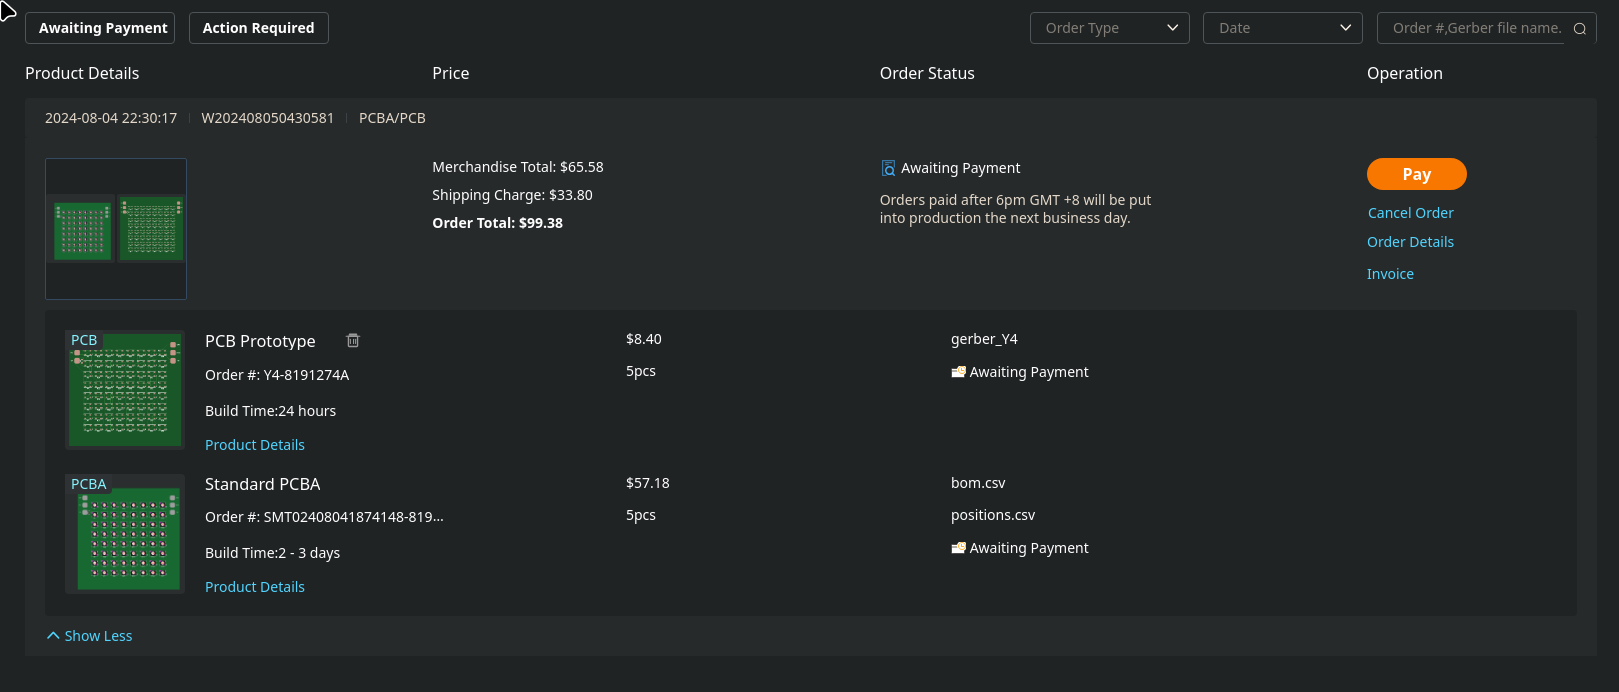 Awaiting Payment Action Required Order Type Date Order #,Gerber file name.
Product Details Price Order Status Operation
2024-08-04 22:30:17 W202408050430581 PCBA/PCB
Merchandise Total: $65.58
Shipping Charge: $33.80
Order Total: $99.38
Awaiting Payment
Orders paid after 6pm GMT +8 will be put
into production the next business day.
Pay
Cancel Order
Order Details
Invoice
PCB
PCB Prototype
Order #: Y4-8191274A
Build Time:24 hours
Product Details
$8.40
5pcs
gerber_Y4
Awaiting Payment
PCBA
Standard PCBA
Order #: SMT02408041874148-819...
Build Time:2 - 3 days
Product Details
$57.18
5pcs
bom.csv
positions.csv
Awaiting Payment
Show Less